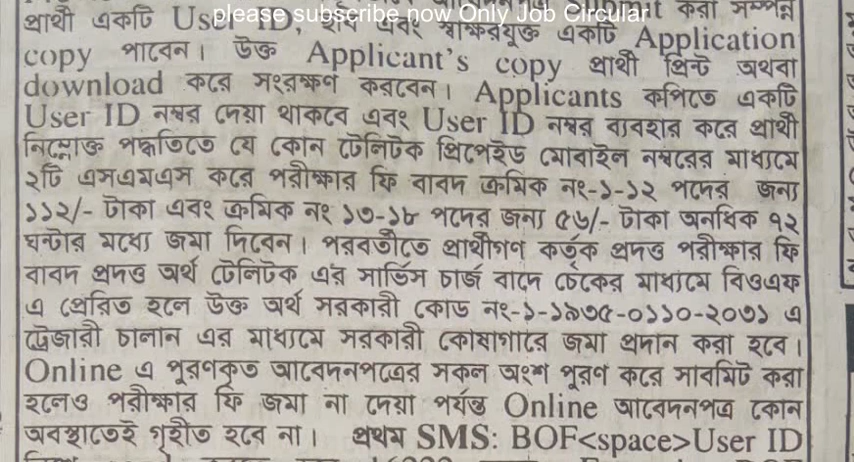 please subscribe now Only Job Circular
করা সম্পন্ন
প্রার্থী একটি User ID, ছবি এবং স্বাক্ষরযুক্ত একটি Application
copy পাবেন। উক্ত Applicant's copy প্রার্থী প্রিন্ট অথবা
download করে সংরক্ষণ করবেন। Applicants কপিতে একটি
User ID নম্বর দেয়া থাকবে এবং User ID নম্বর ব্যবহার করে প্রার্থী
নিম্নোক্ত পদ্ধতিতে যে কোন টেলিটক প্রিপেইড মোবাইল নম্বরের মাধ্যমে
২টি এসএমএস করে পরীক্ষার ফি বাবদ ক্রমিক নং-১-১২ পদের জন্য
১১২/- টাকা এবং ক্রমিক নং ১৩-১৮ পদের জন্য ৫৬/- টাকা অনধিক ৭২
ঘন্টার মধ্যে জমা দিবেন। পরবর্তীতে প্রার্থীগণ কর্তৃক প্রদত্ত পরীক্ষার ফি
বাবদ প্রদত্ত অর্থ টেলিটক এর সার্ভিস চার্জ বাদে চেকের মাধ্যমে বিওএফ
এ প্রেরিত হলে উক্ত অর্থ সরকারী কোড নং-১-১৯৩৫-০১১০-২০৩১ এ
ট্রেজারী চালান এর মাধ্যমে সরকারী কোষাগারে জমা প্রদান করা হবে।
Online এ পূরণকৃত আবেদনপত্রের সকল অংশ পূরণ করে সাবমিট করা
হলেও পরীক্ষার ফি জমা না দেয়া পর্যন্ত Online আবেদনপত্র কোন
অবস্থাতেই গৃহীত হবে না। প্রথম SMS: BOF<space>User ID